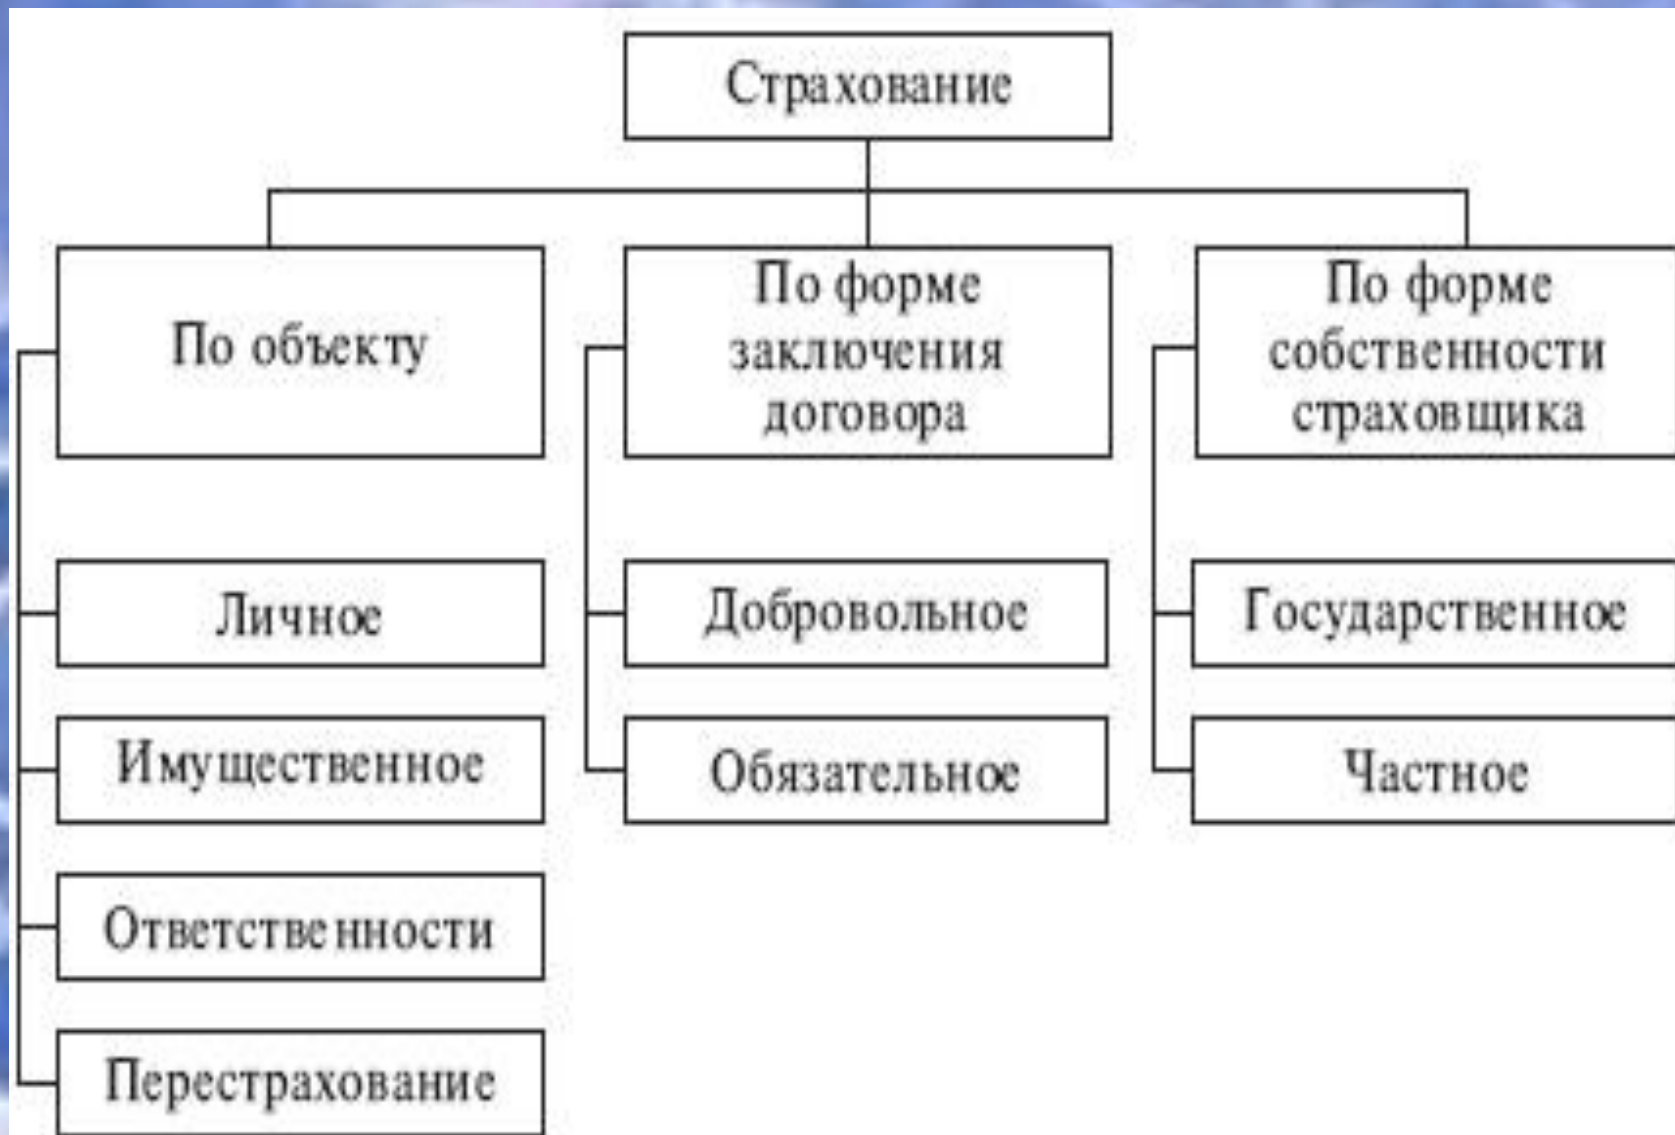 Страхование
По объекту
Личное
Имущественное
Ответственности
Перестрахование
По форме
заключения
договора
Добровольное
Обязательное
По форме
собственности
страховщика
Государственное
Частное